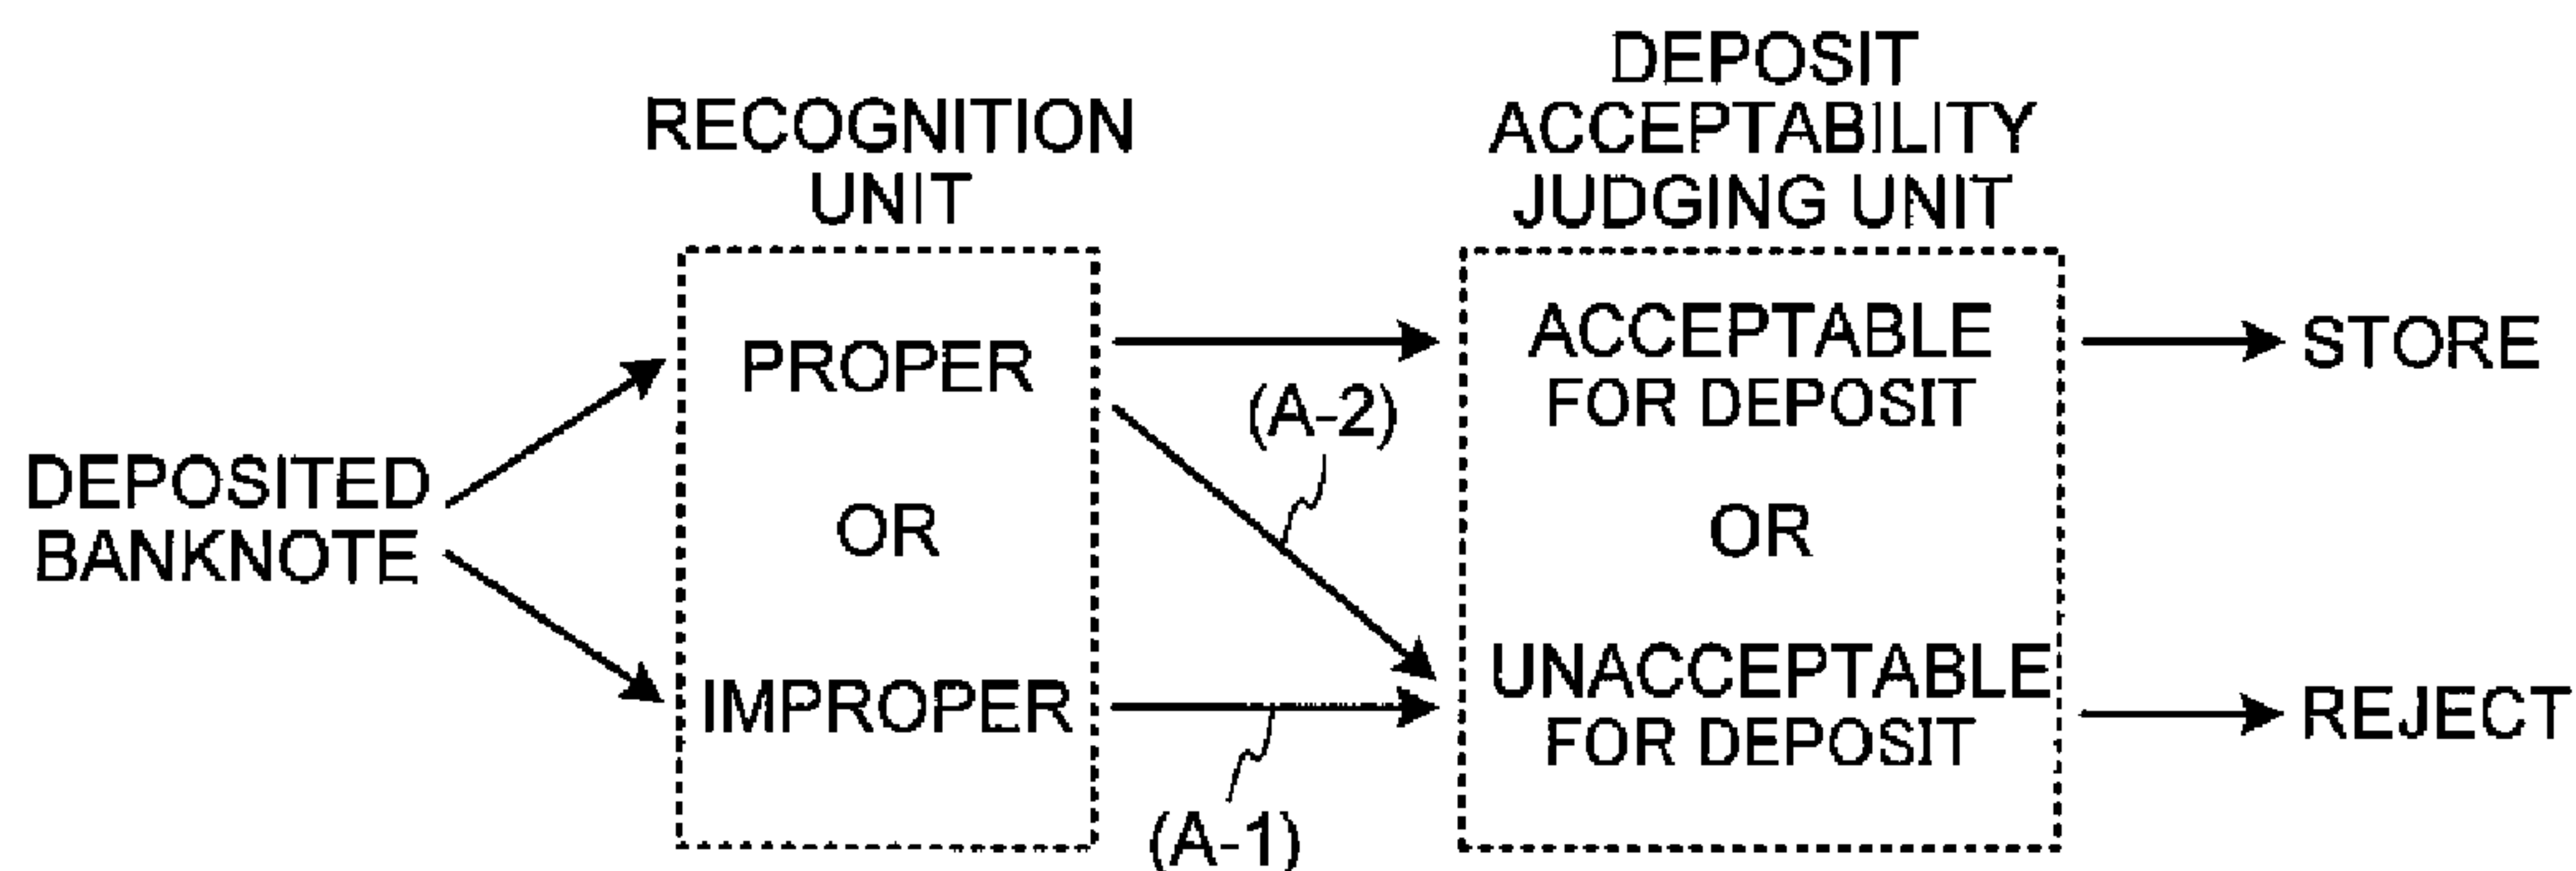 DEPOSITED
BANKNOTE
RECOGNITION
UNIT
PROPER
OR
IMPROPER
(A-2)
(A-1)
DEPOSIT
ACCEPTABILITY
JUDGING UNIT
ACCEPTABLE
FOR DEPOSIT
OR
UNACCEPTABLE
FOR DEPOSIT
STORE
REJECT